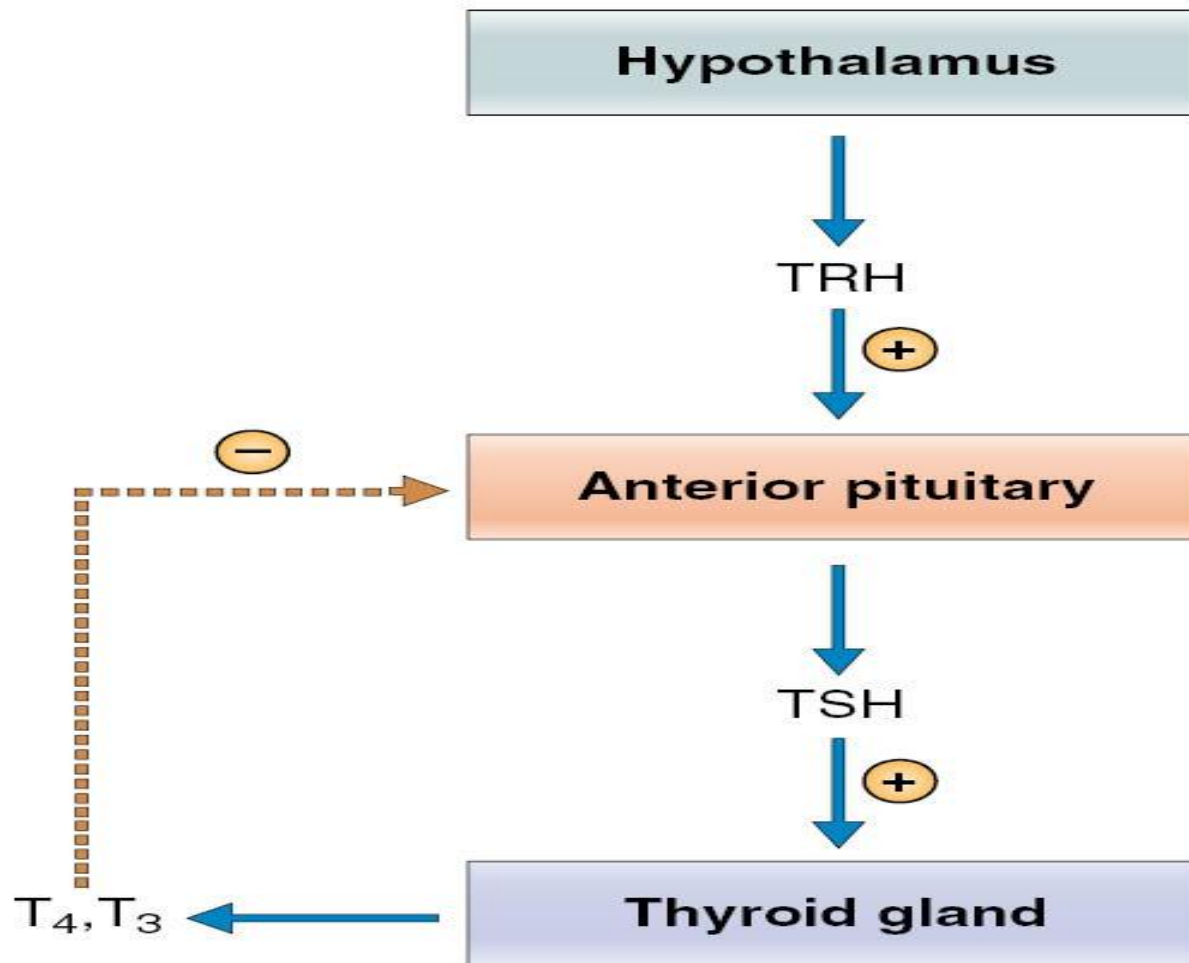 Hypothalamus
TRH
+
−
Anterior pituitary
TSH
+
T₄,T₃
Thyroid gland